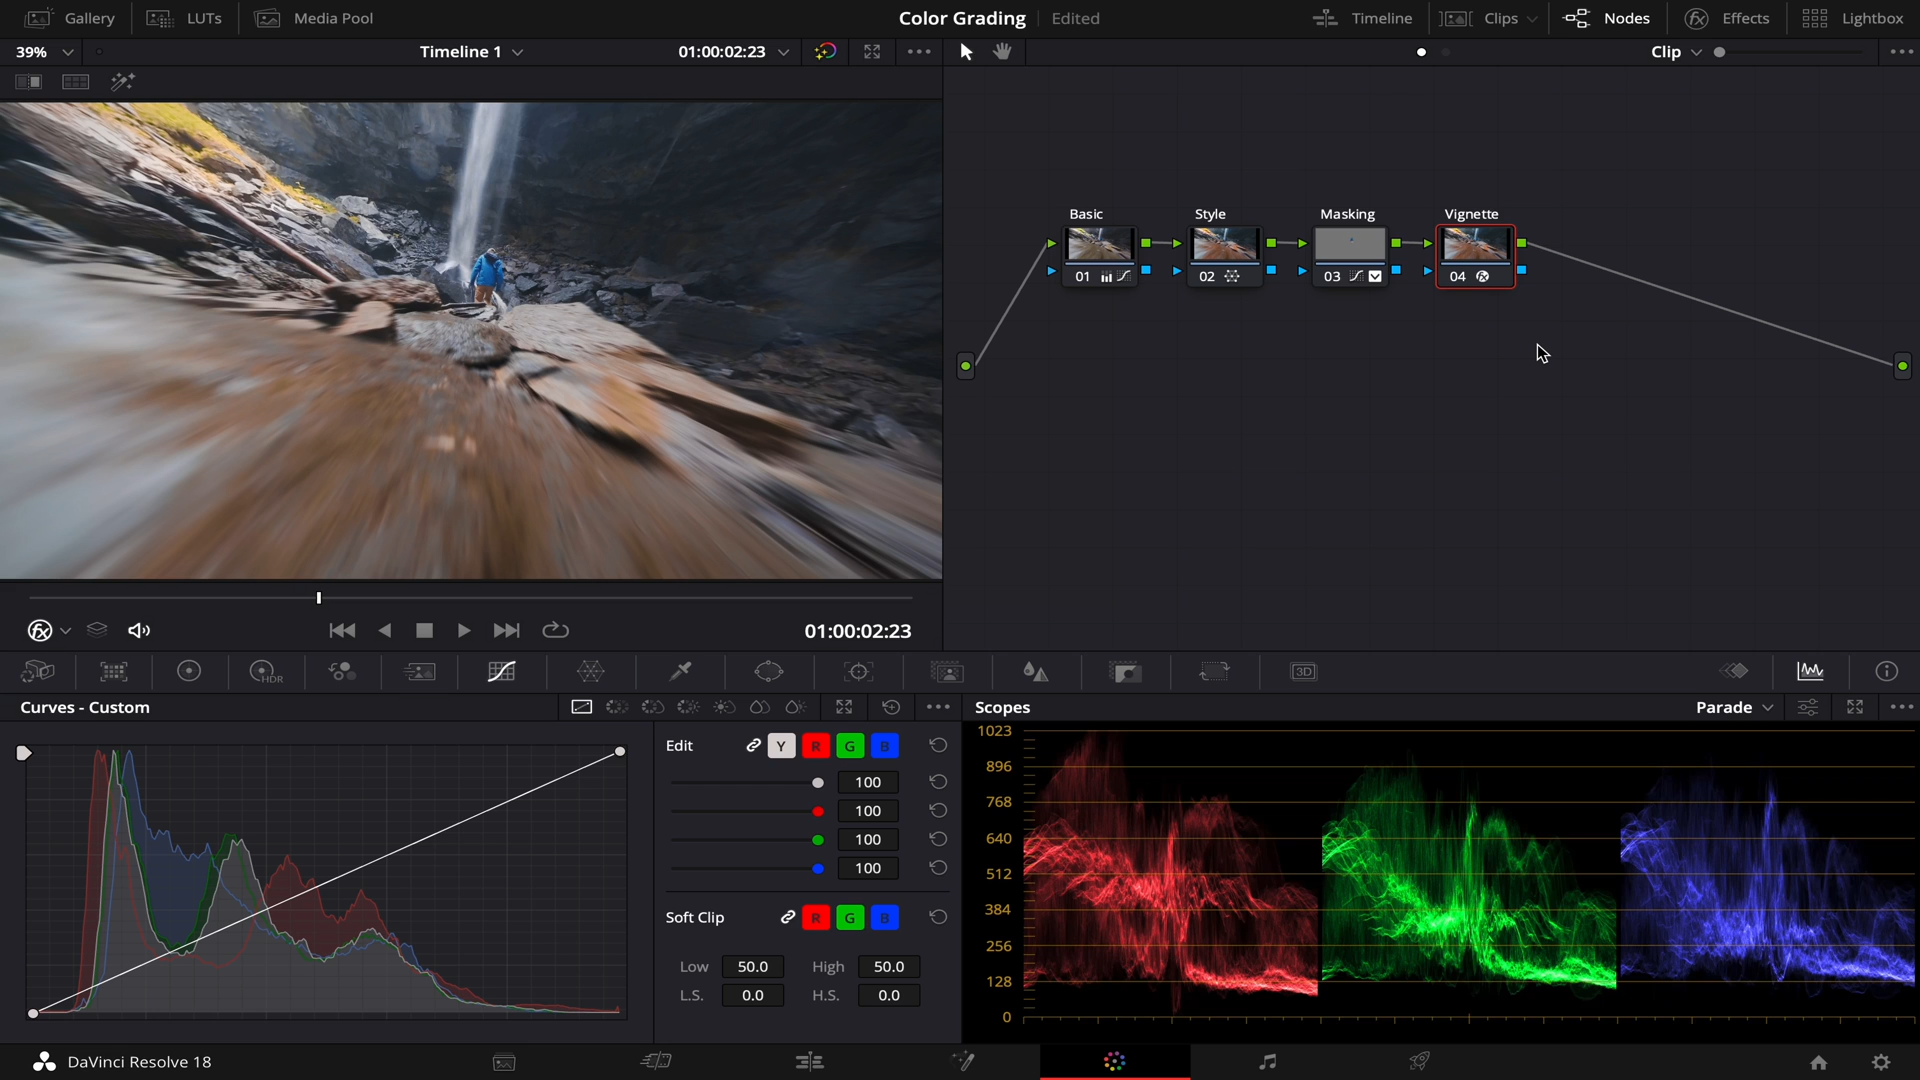 Gallery LUTs Media Pool Color Grading Edited Timeline Clips Nodes Effects Lightbox
39% Timeline 1 01:00:02:23 Clip
Basic Style Masking Vignette
01 02 03 04
01:00:02:23
HDR 3D
Curves - Custom Scopes Parade
Edit Y R G B
100
100
100
100
Soft Clip R G B
Low 50.0 High 50.0
L.S. 0.0 H.S. 0.0
1023
896
768
640
512
384
256
128
0
DaVinci Resolve 18